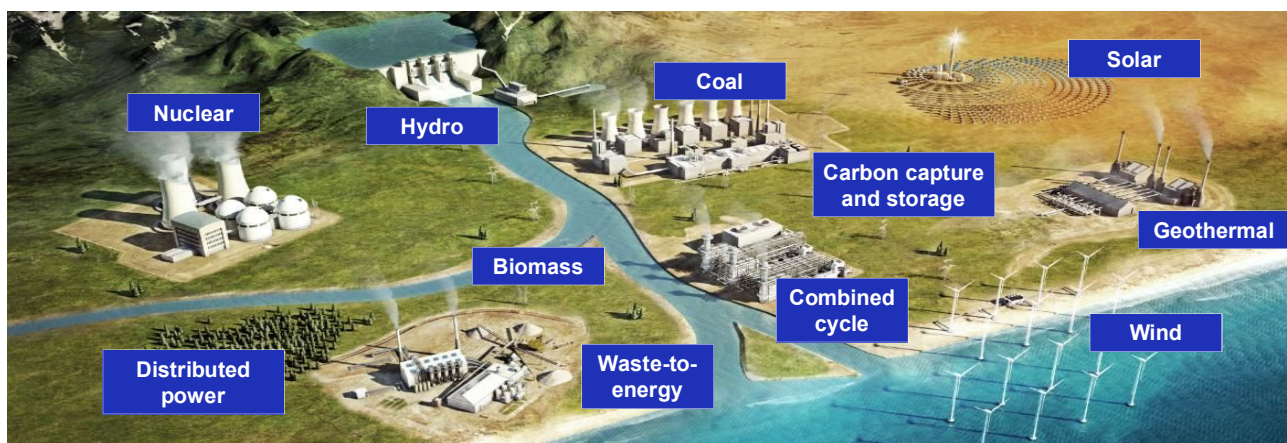 Solar
Coal
Nuclear
Hydro
Carbon capture
and storage
Geothermal
Biomass
Combined
cycle
Wind
Distributed
power
Waste-to-
energy